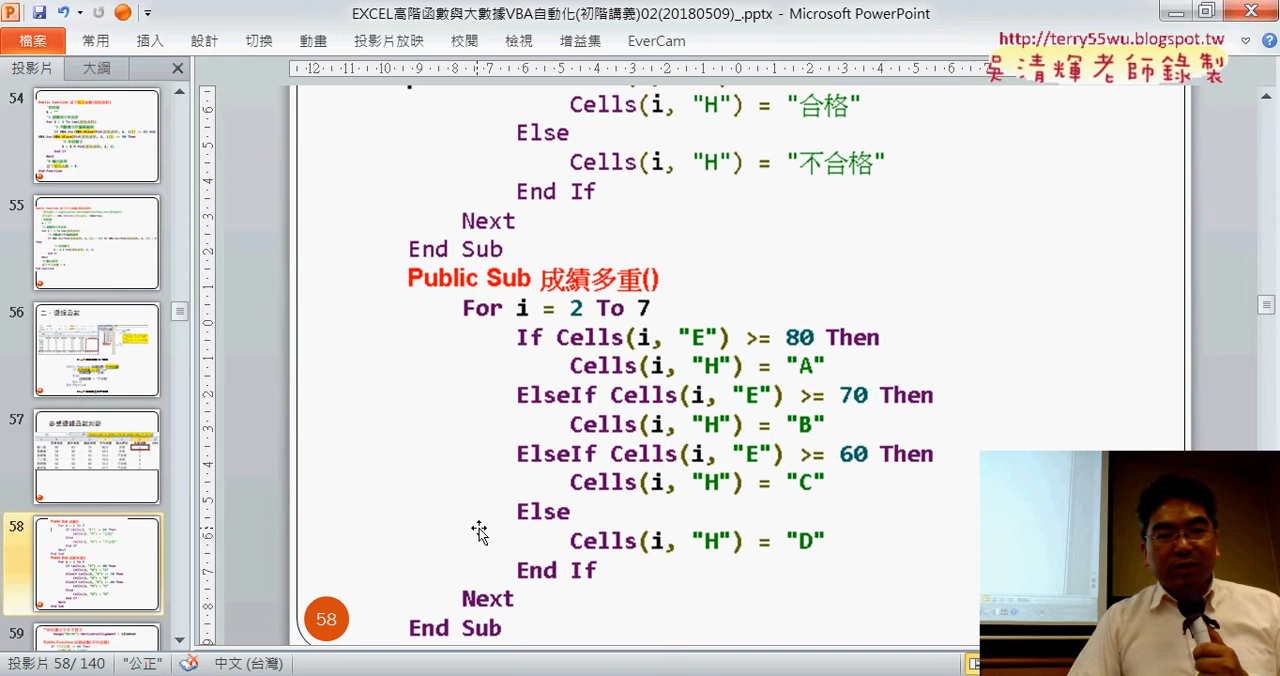 EXCEL高階函數與大數據VBA自動化(初階講義)02(20180509)_.pptx - Microsoft PowerPoint
檔案 常用 插入 設計 切換 動畫 投影片放映 校閱 檢視 增益集 EverCam
http://terry55wu.blogspot.tw
吳清輝老師錄製
投影片 大綱
54
55
56
57
58
59
Cells(i, "H") = "合格"
Else
Cells(i, "H") = "不合格"
End If
Next
End Sub
Public Sub 成績多重()
For i = 2 To 7
If Cells(i, "E") >= 80 Then
Cells(i, "H") = "A"
ElseIf Cells(i, "E") >= 70 Then
Cells(i, "H") = "B"
ElseIf Cells(i, "E") >= 60 Then
Cells(i, "H") = "C"
Else
Cells(i, "H") = "D"
End If
Next
End Sub
58
投影片 58/ 140 "公正" 中文 (台灣)